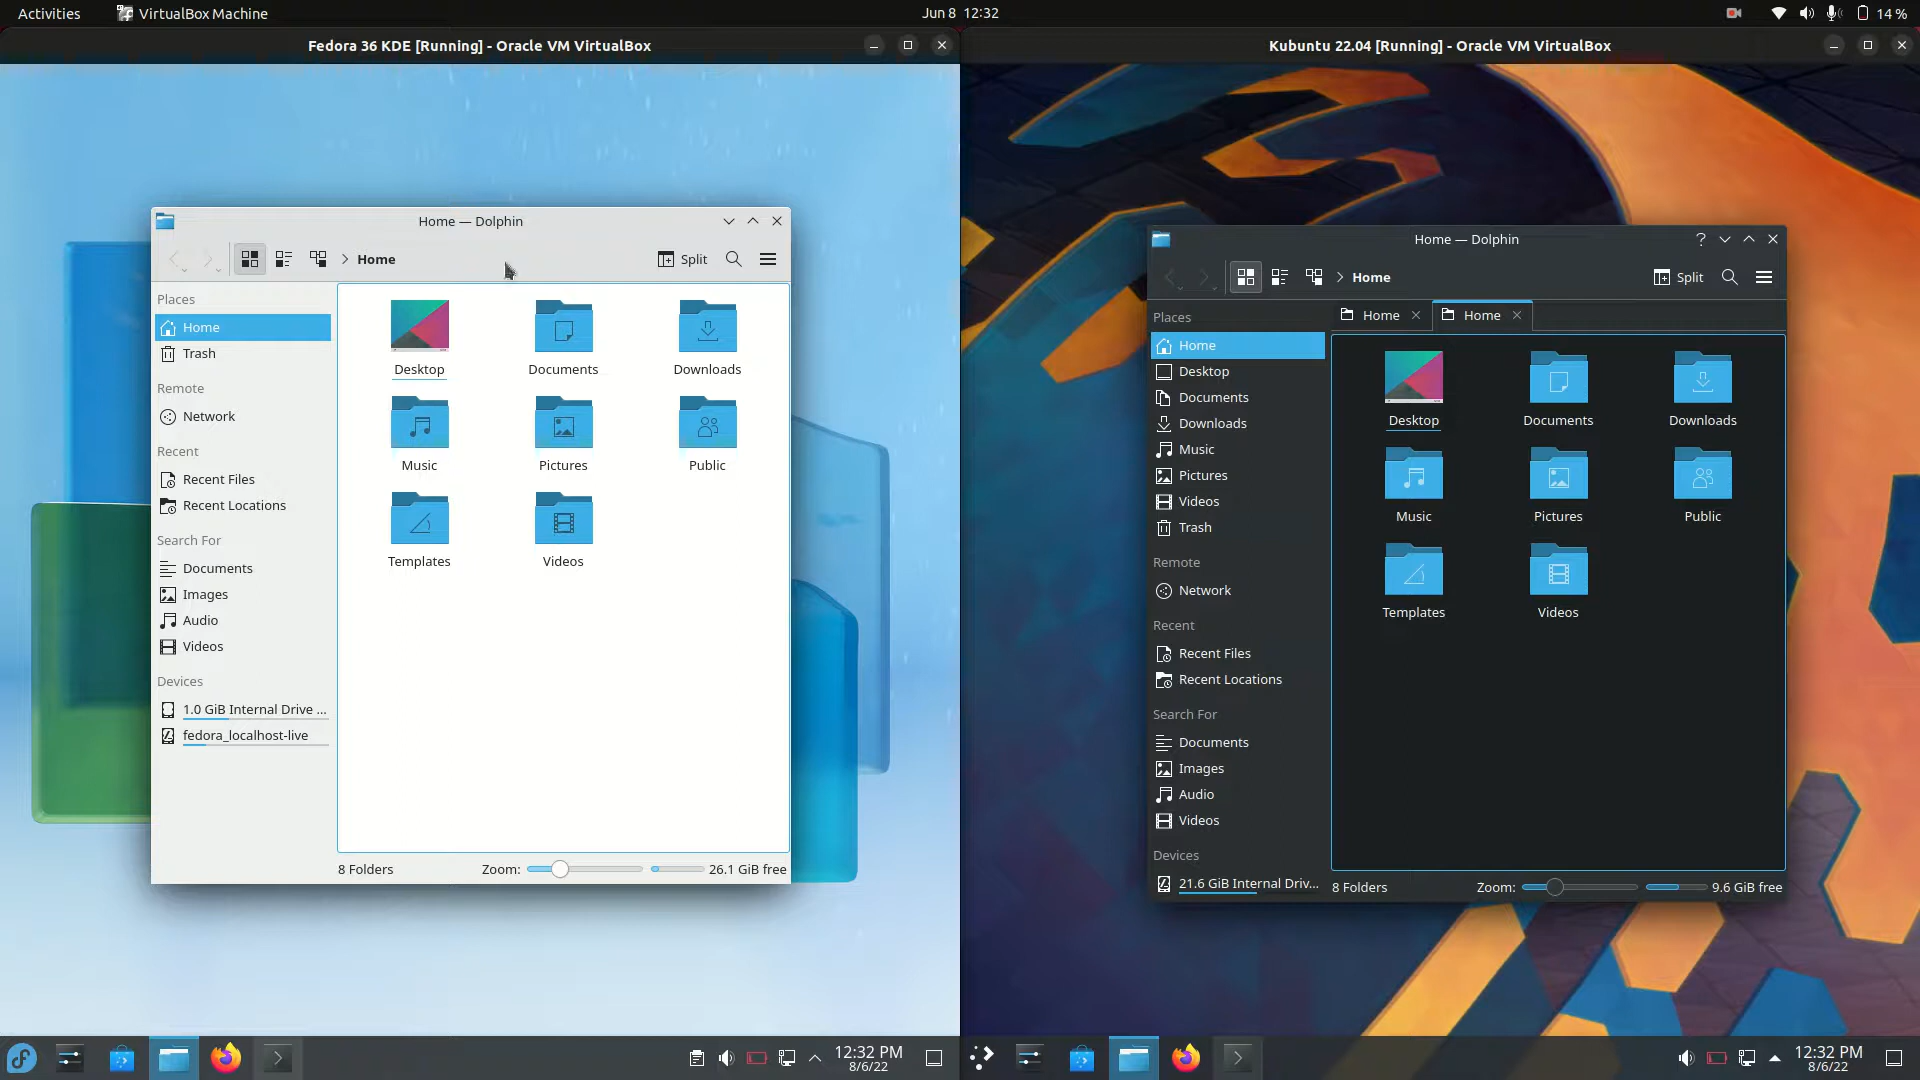 Activities
VirtualBox Machine
Jun 8 12:32
14 %
Fedora 36 KDE [Running] - Oracle VM VirtualBox
Home — Dolphin
Home
Split
Places
Home
Trash
Remote
Network
Recent
Recent Files
Recent Locations
Search For
Documents
Images
Audio
Videos
Devices
1.0 GiB Internal Drive ...
fedora_localhost-live
Desktop
Documents
Downloads
Music
Pictures
Public
Templates
Videos
8 Folders
Zoom:
26.1 GiB free
12:32 PM
8/6/22
Kubuntu 22.04 [Running] - Oracle VM VirtualBox
Home — Dolphin
Home
Split
Places
Home
Desktop
Documents
Downloads
Music
Pictures
Videos
Trash
Remote
Network
Recent
Recent Files
Recent Locations
Search For
Documents
Images
Audio
Videos
Devices
21.6 GiB Internal Driv...
Home
Home
Desktop
Documents
Downloads
Music
Pictures
Public
Templates
Videos
8 Folders
Zoom:
9.6 GiB free
12:32 PM
8/6/22